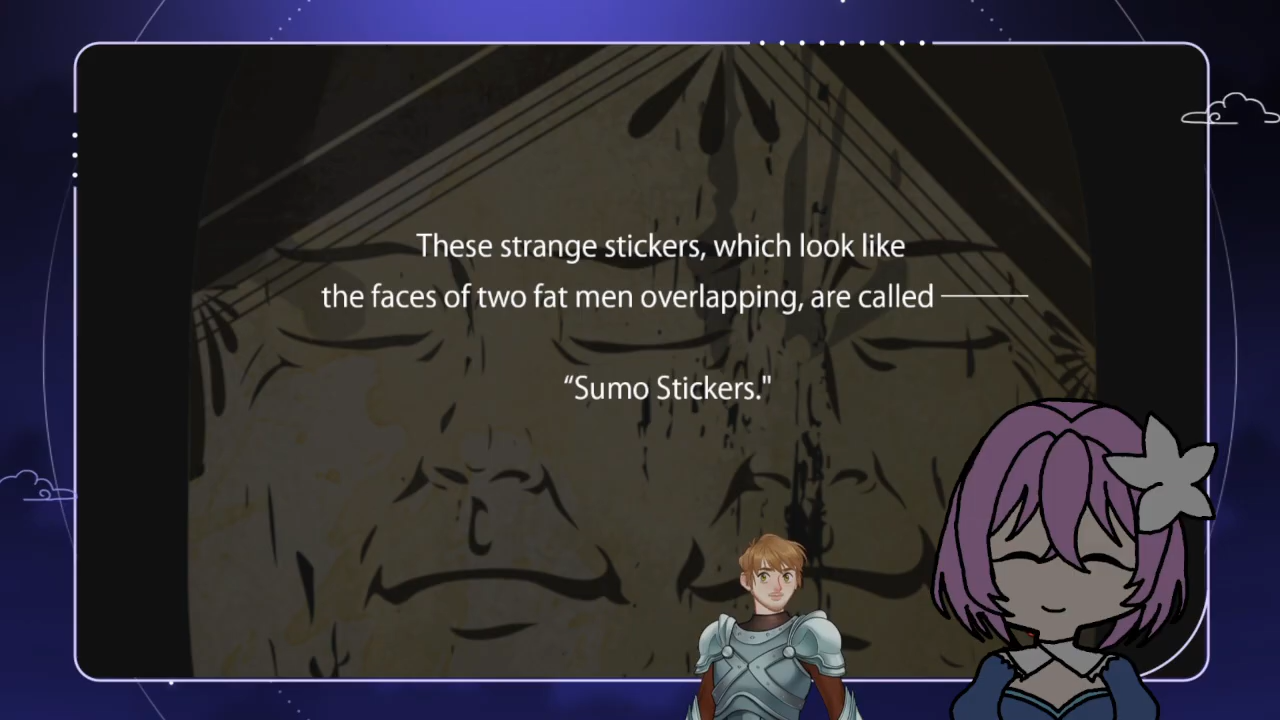 These strange stickers, which look like
the faces of two fat men overlapping, are called ——
“Sumo Stickers."